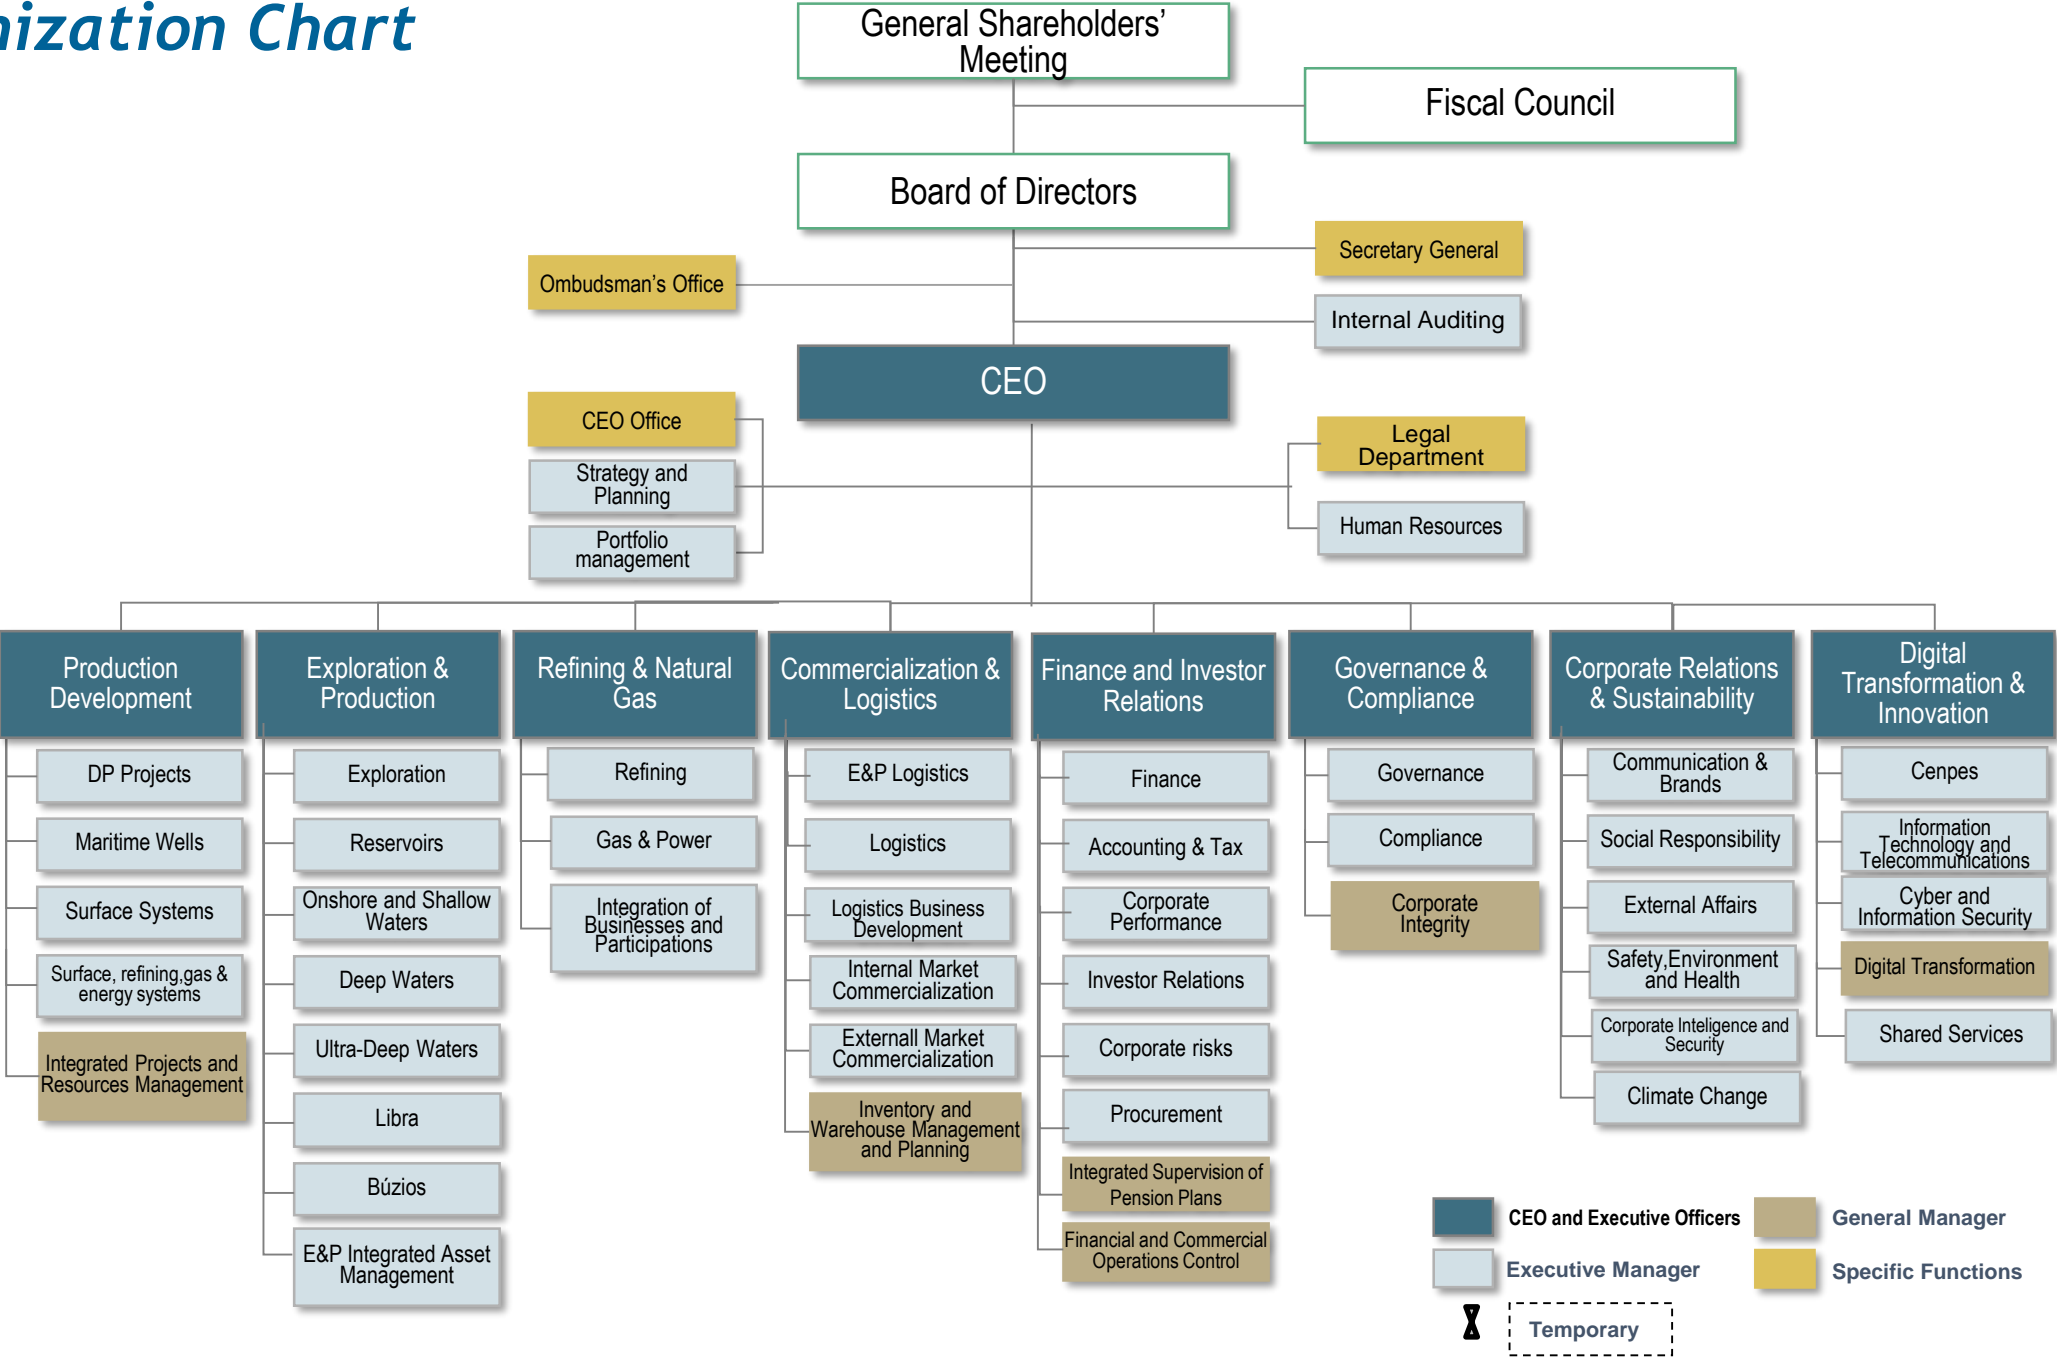 nization Chart
General Shareholders’
Meeting
Fiscal Council
Board of Directors
Secretary General
Ombudsman’s Office
Internal Auditing
CEO
CEO Office
Legal
Department
Strategy and
Planning
Human Resources
Portfolio
management
Production
Development
Exploration &
Production
Refining & Natural
Gas
Commercialization &
Logistics
Finance and Investor
Relations
Governance &
Compliance
Corporate Relations
& Sustainability
Digital
Transformation &
Innovation
DP Projects
Maritime Wells
Surface Systems
Surface, refining,gas &
energy systems
Integrated Projects and
Resources Management
Exploration
Reservoirs
Onshore and Shallow
Waters
Deep Waters
Ultra-Deep Waters
Libra
Búzios
E&P Integrated Asset
Management
Refining
Gas & Power
Integration of
Businesses and
Participations
E&P Logistics
Logistics
Logistics Business
Development
Internal Market
Commercialization
Externall Market
Commercialization
Inventory and
Warehouse Management
and Planning
Finance
Accounting & Tax
Corporate
Performance
Investor Relations
Corporate risks
Procurement
Integrated Supervision of
Pension Plans
Financial and Commercial
Operations Control
Governance
Compliance
Corporate
Integrity
Communication &
Brands
Social Responsibility
External Affairs
Safety,Environment
and Health
Corporate Inteligence and
Security
Climate Change
Cenpes
Information
Technology and
Telecommunications
Cyber and
Information Security
Digital Transformation
Shared Services
CEO and Executive Officers
General Manager
Executive Manager
Specific Functions
Temporary